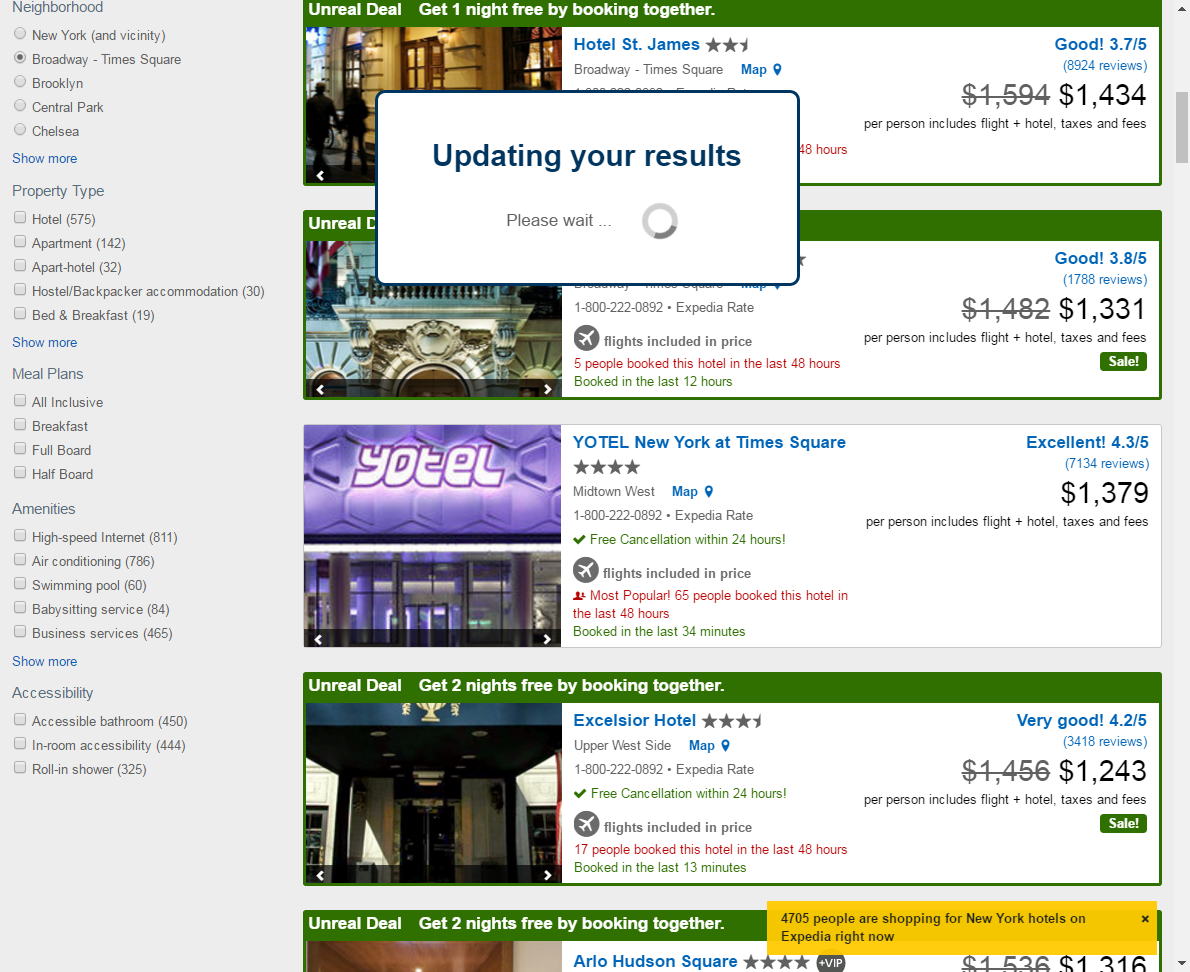 Neighborhood
New York (and vicinity)
Broadway - Times Square
Brooklyn
Central Park
Chelsea
Show more
Property Type
Hotel (575)
Apartment (142)
Apart-hotel (32)
Hostel/Backpacker accommodation (30)
Bed & Breakfast (19)
Show more
Meal Plans
All Inclusive
Breakfast
Full Board
Half Board
Amenities
High-speed Internet (811)
Air conditioning (786)
Swimming pool (60)
Babysitting service (84)
Business services (465)
Show more
Accessibility
Accessible bathroom (450)
In-room accessibility (444)
Roll-in shower (325)
Unreal Deal Get 1 night free by booking together.
Hotel St. James
Broadway - Times Square Map
48 hours
Good! 3.7/5
(8924 reviews)
$1,594 $1,434
per person includes flight + hotel, taxes and fees
Updating your results
Please wait ...
Unreal
1-800-222-0892 • Expedia Rate
flights included in price
5 people booked this hotel in the last 48 hours
Booked in the last 12 hours
Good! 3.8/5
(1788 reviews)
$1,482 $1,331
per person includes flight + hotel, taxes and fees
Sale!
YOTEL
YOTEL New York at Times Square
Midtown West Map
1-800-222-0892 • Expedia Rate
Free Cancellation within 24 hours!
flights included in price
Most Popular! 65 people booked this hotel in
the last 48 hours
Booked in the last 34 minutes
Excellent! 4.3/5
(7134 reviews)
$1,379
per person includes flight + hotel, taxes and fees
Unreal Deal Get 2 nights free by booking together.
Excelsior Hotel
Upper West Side Map
1-800-222-0892 • Expedia Rate
Free Cancellation within 24 hours!
flights included in price
17 people booked this hotel in the last 48 hours
Booked in the last 13 minutes
Very good! 4.2/5
(3418 reviews)
$1,456 $1,243
per person includes flight + hotel, taxes and fees
Sale!
Unreal Deal Get 2 nights free by booking together.
Arlo Hudson Square +VIP
$1,536 $1,316
4705 people are shopping for New York hotels on
Expedia right now
×